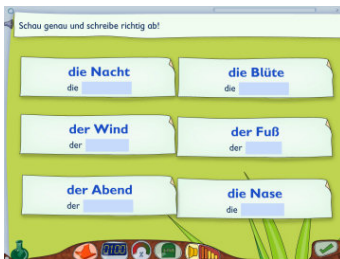 Schau genau und schreibe richtig ab!
die Nacht
die
die Blüte
die
der Wind
der
der Fuß
der
der Abend
der
die Nase
die